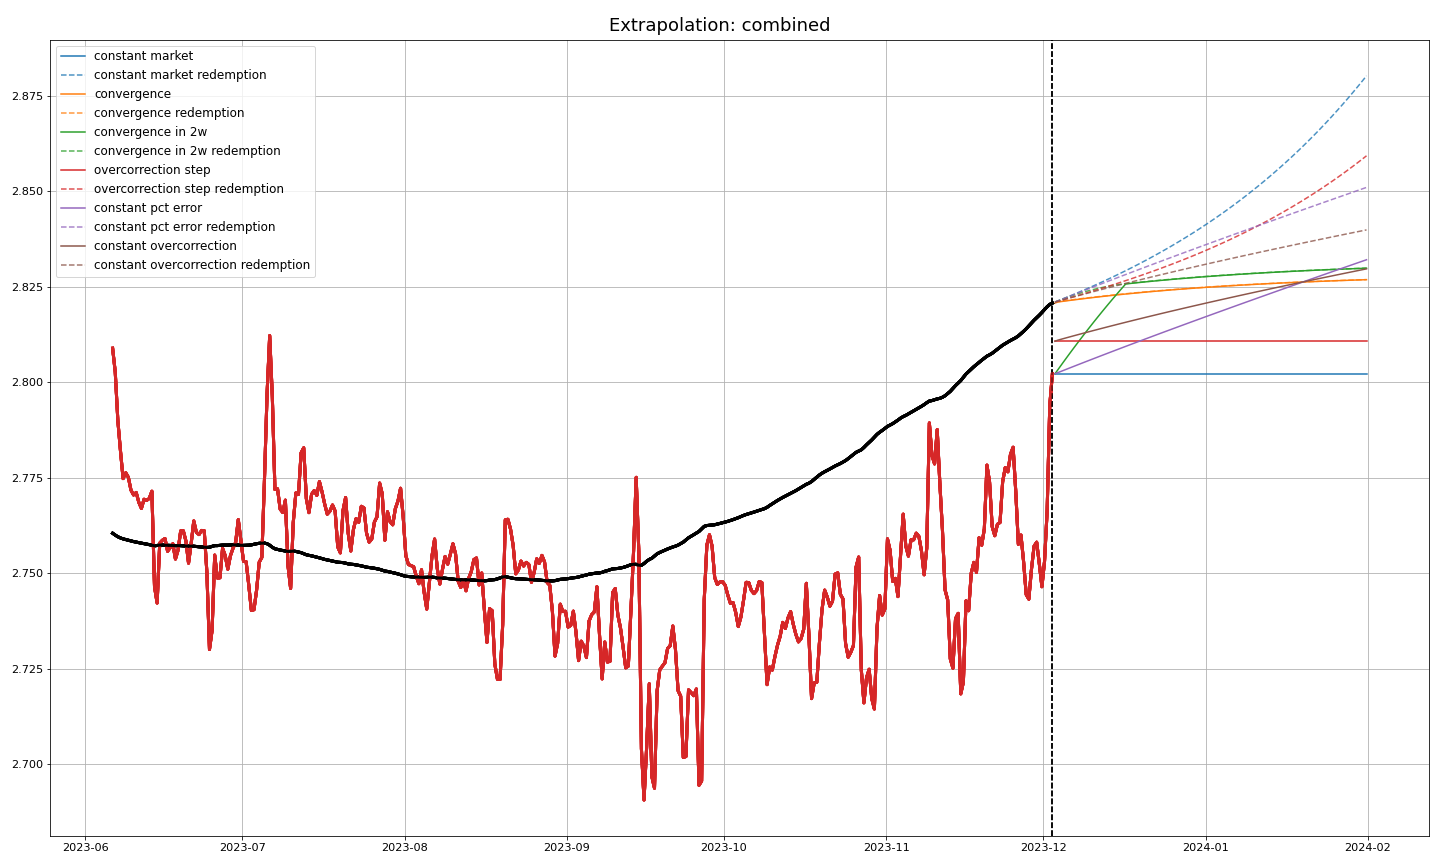 Extrapolation: combined
constant market
constant market redemption
convergence
convergence redemption
convergence in 2w
convergence in 2w redemption
overcorrection step
overcorrection step redemption
constant pct error
constant pct error redemption
constant overcorrection
constant overcorrection redemption
2.875
2.850
2.825
2.800
2.775
2.750
2.725
2.700
2023-06 2023-07 2023-08 2023-09 2023-10 2023-11 2023-12 2024-01 2024-02